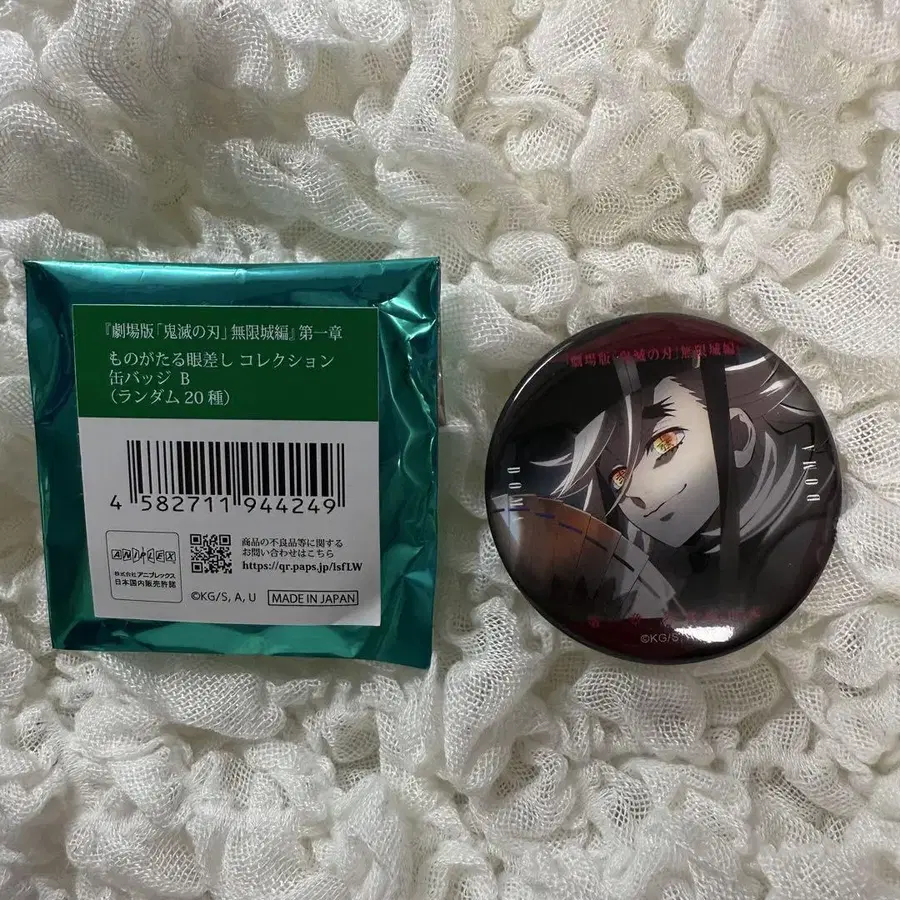 『劇場版「鬼滅の刃」無限城編』第一章
ものがたる眼差し コレクション
缶バッジ B
（ランダム 20 種）
4 582711 944249
ANIPLEX
株式会社 アニプレックス
日本国内販売許諾
商品の不良品等に関する
お問い合わせはこちら
https://qr.paps.jp/lsfLW
©KG/S, A, U
MADE IN JAPAN
『劇場版「鬼滅の刃」無限城編』
DOMA
©KG/S,